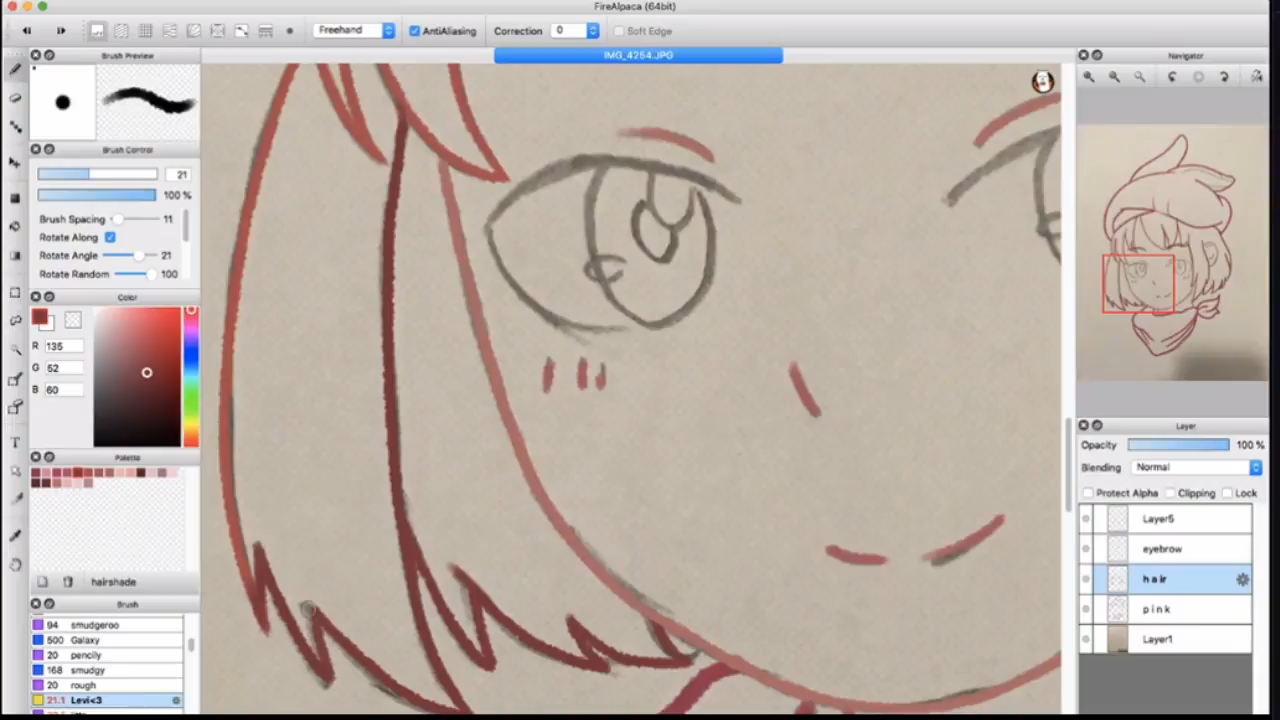 FireAlpaca (64bit)
Freehand
AntiAliasing
Correction
0
Soft Edge
Brush Preview
IMG_4254.JPG
Navigator
Brush Control
21
100 %
Brush Spacing
11
Rotate Along
Rotate Angle
21
Rotate Random
100
Color
R
135
G
52
B
60
Palette
hairshade
Brush
94 smudgeroo
500 Galaxy
20 pencily
168 smudgy
20 rough
21.1 Levi<3
Layer
Opacity
100 %
Blending
Normal
Protect Alpha
Clipping
Lock
Layer5
eyebrow
h a i r
p i n k
Layer1
T